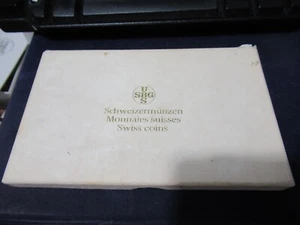 U
SBG
S
Schweizermünzen
Monnaies suisses
Swiss coins